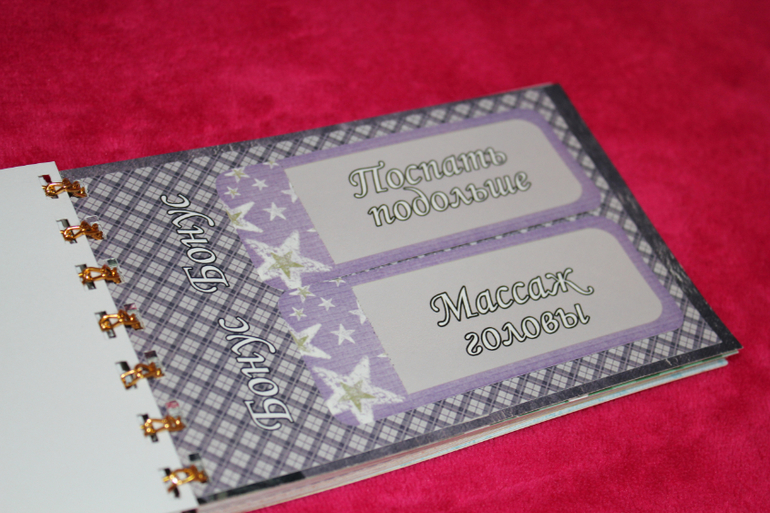 Бонус
Поспать
подольше
Бонус
Массаж
головы